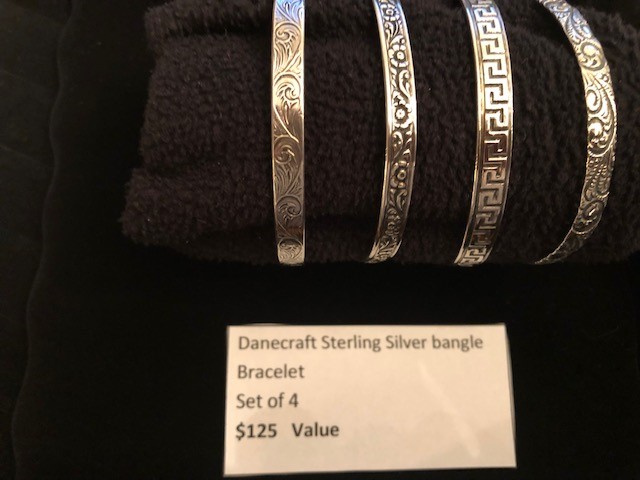 Danecraft Sterling Silver bangle
Bracelet
Set of 4
$125 Value